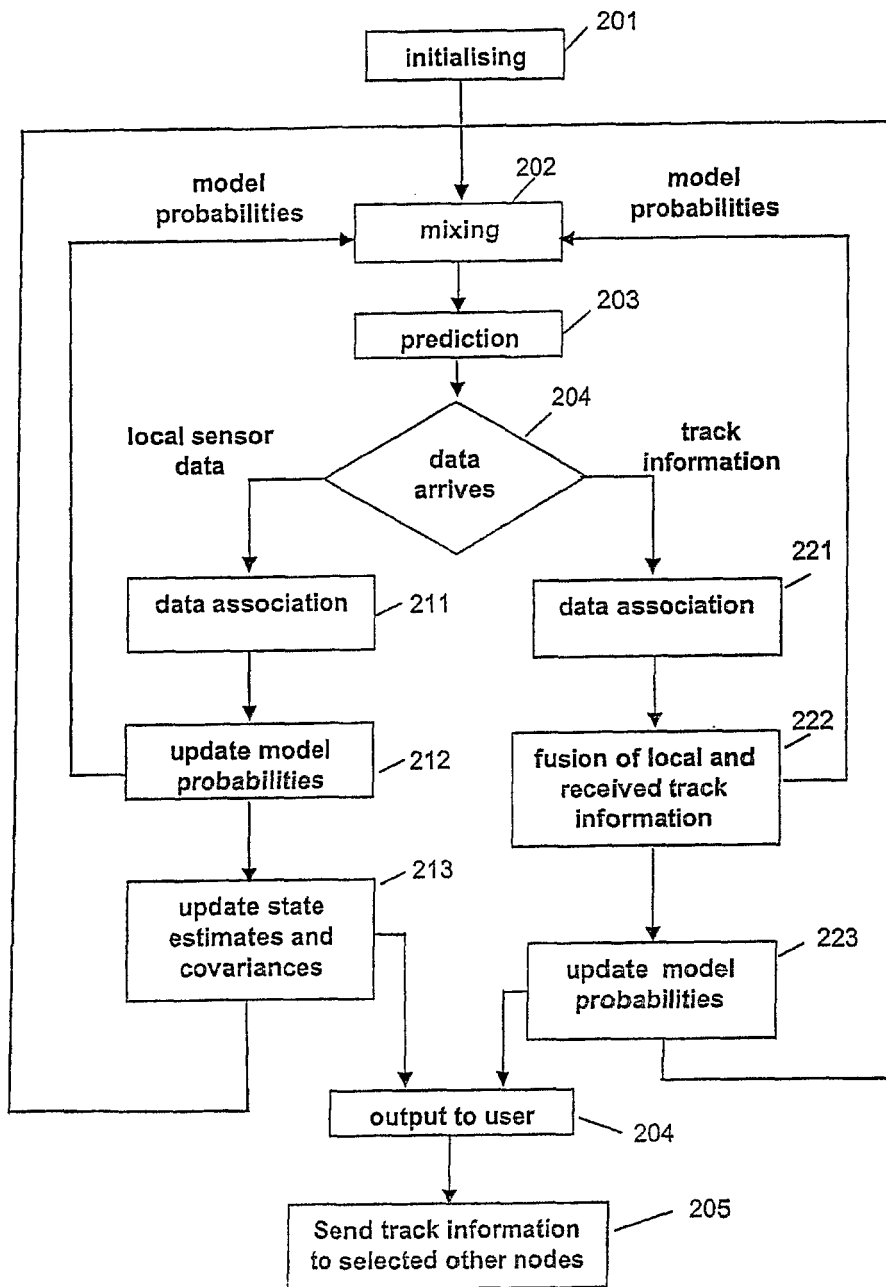 201
initialising
202
model
probabilities
model
probabilities
mixing
203
prediction
204
local sensor
data
track
information
data
arrives
221
data association
211
data association
222
update model
probabilities
212
fusion of local and
received track
information
213
update state
estimates and
covariances
223
update model
probabilities
output to user
204
205
Send track information
to selected other nodes